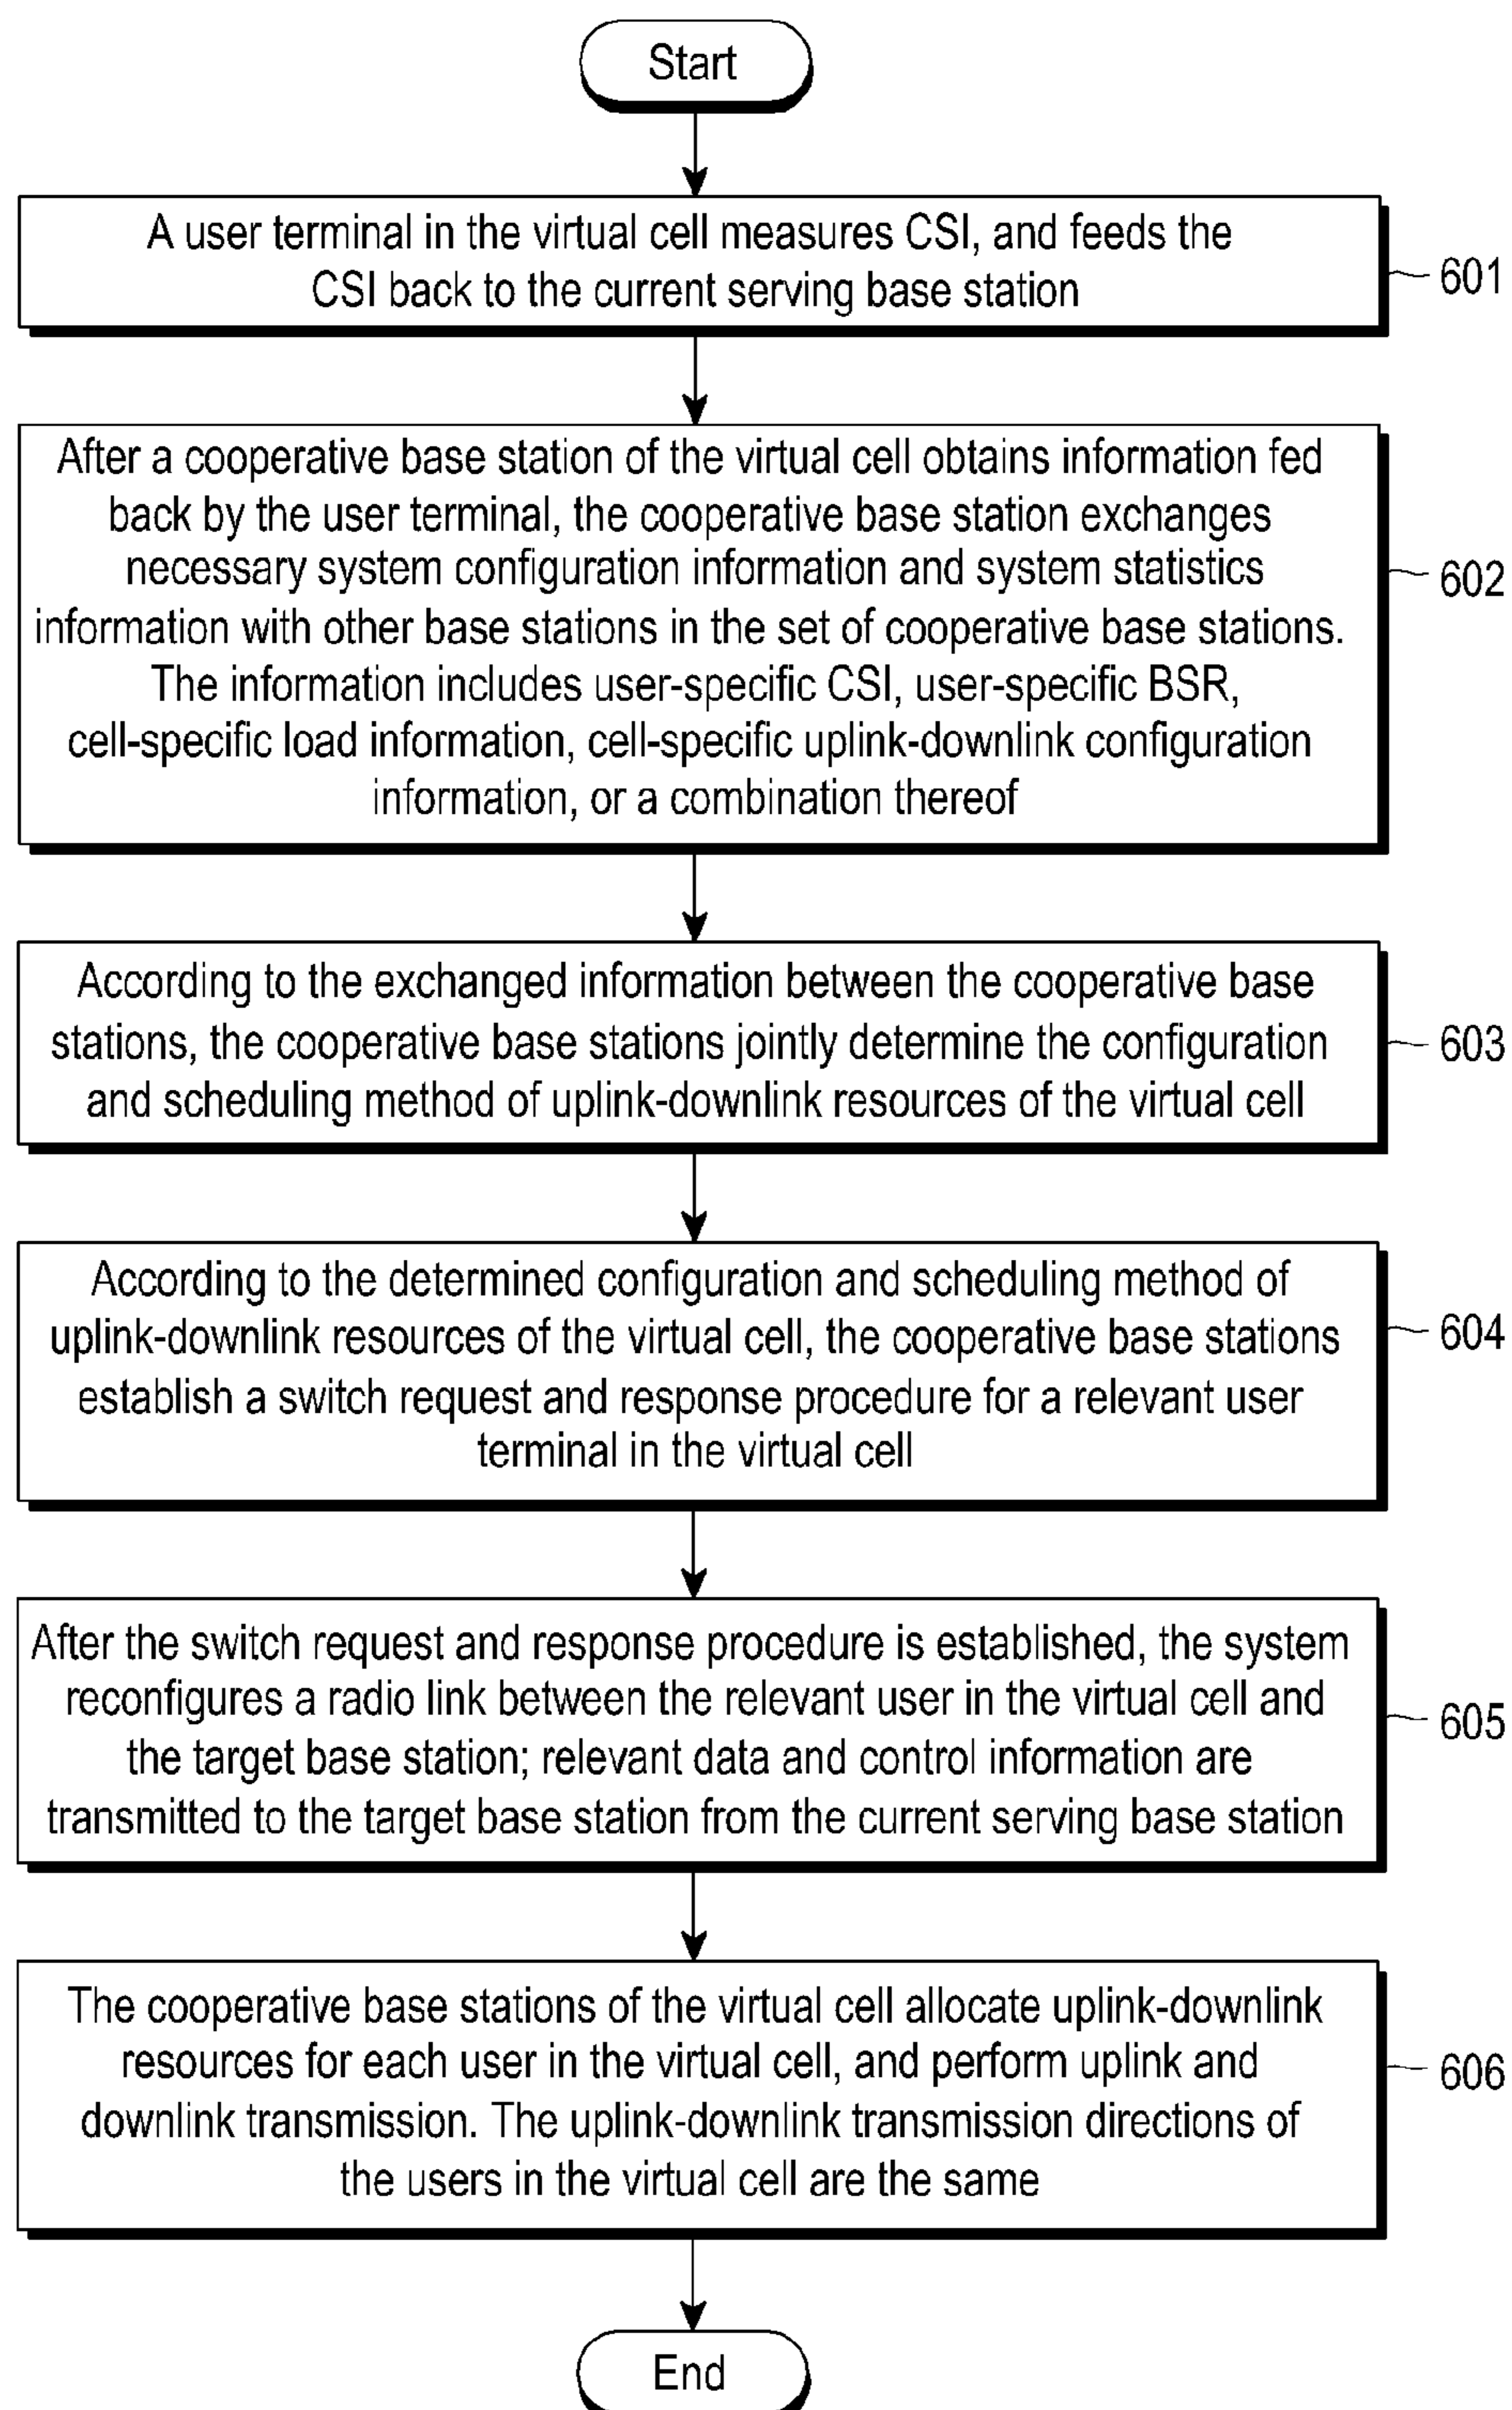 Start
A user terminal in the virtual cell measures CSI, and feeds the
CSI back to the current serving base station
601
After a cooperative base station of the virtual cell obtains information fed
back by the user terminal, the cooperative base station exchanges
necessary system configuration information and system statistics
information with other base stations in the set of cooperative base stations.
The information includes user-specific CSI, user-specific BSR,
cell-specific load information, cell-specific uplink-downlink configuration
information, or a combination thereof
602
According to the exchanged information between the cooperative base
stations, the cooperative base stations jointly determine the configuration
and scheduling method of uplink-downlink resources of the virtual cell
603
According to the determined configuration and scheduling method of
uplink-downlink resources of the virtual cell, the cooperative base stations
establish a switch request and response procedure for a relevant user
terminal in the virtual cell
604
After the switch request and response procedure is established, the system
reconfigures a radio link between the relevant user in the virtual cell and
the target base station; relevant data and control information are
transmitted to the target base station from the current serving base station
605
The cooperative base stations of the virtual cell allocate uplink-downlink
resources for each user in the virtual cell, and perform uplink and
downlink transmission. The uplink-downlink transmission directions of
the users in the virtual cell are the same
606
End